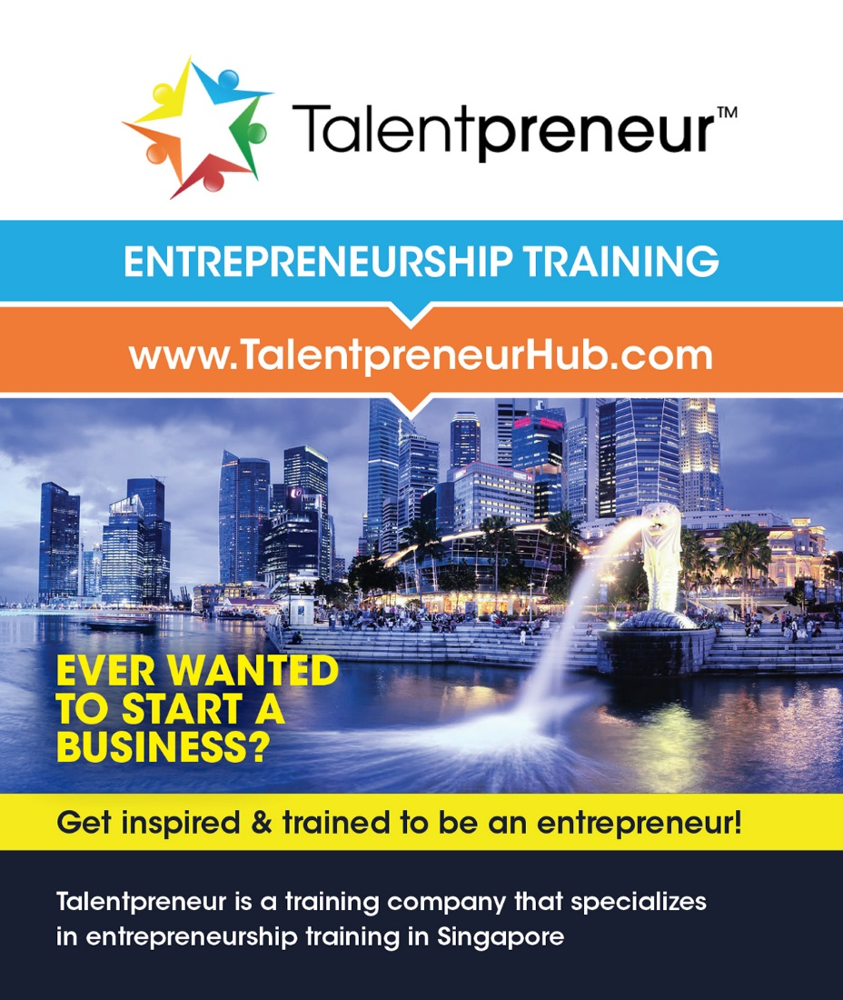 Talentpreneur™
ENTREPRENEURSHIP TRAINING
www.TalentpreneurHub.com
EVER WANTED
TO START A
BUSINESS?
Get inspired & trained to be an entrepreneur!
Talentpreneur is a training company that specializes
in entrepreneurship training in Singapore